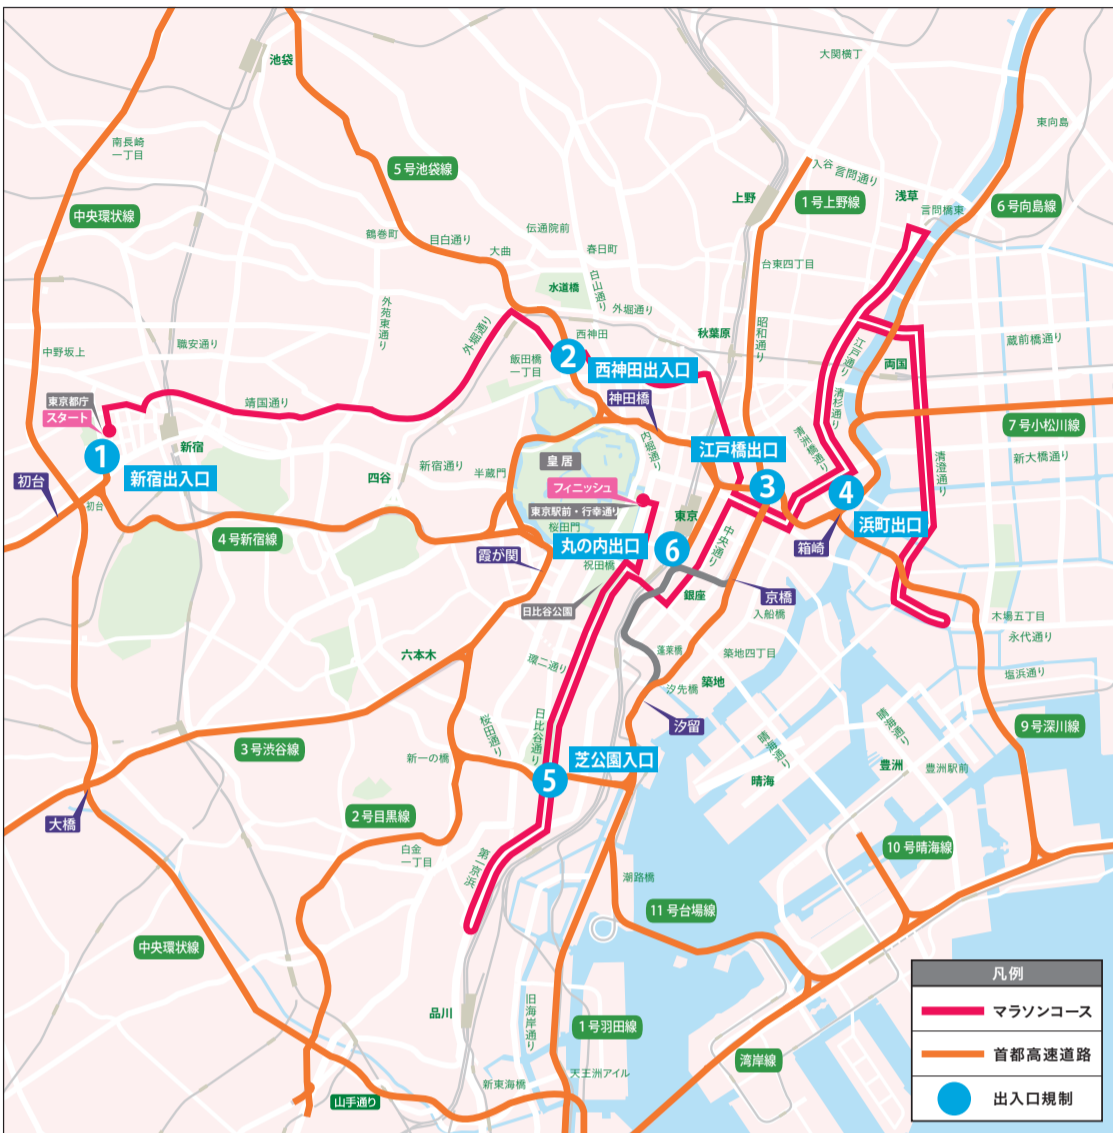 池袋
大関横丁
東向島
南長崎
一丁目
5号池袋線
入谷
言問通り
上野
1号上野線
浅草
言問橋東
6号向島線
中央環状線
鶴巻町
目白通り
大曲
伝通院前
春日町
台東四丁目
水道橋
白山通り
外堀通り
外苑東通り
職安通り
中野坂上
外堀通り
飯田橋
一丁目
西神田
2
西神田出入口
秋葉原
昭和通り
江戸通り
両国
蔵前橋通り
東京都庁
スタート
靖国通り
神田橋
清杉通り
7号小松川線
新宿
1
新宿出入口
初台
初台
四谷
新宿通り
半蔵門
皇居
内堀通り
江戸橋出口
3
清洲橋通り
4
浜町出口
箱崎
清澄通り
新大橋通り
フィニッシュ
東京駅前・行幸通り
東京
4号新宿線
桜田門
霞が関
丸の内出口
6
祝田橋
中央通り
日比谷公園
銀座
京橋
入船橋
木場五丁目
永代通り
塩浜通り
六本木
環二通り
蓬莱橋
築地四丁目
汐先橋
築地
汐留
3号渋谷線
桜田通り
日比谷通り
新一の橋
芝公園入口
5
晴海通り
晴海通り
晴海
豊洲
豊洲駅前
9号深川線
大橋
2号目黒線
白金
一丁目
第一京浜
10号晴海線
潮路橋
11号台場線
中央環状線
品川
旧海岸通り
1号羽田線
湾岸線
天王洲アイル
新東海橋
山手通り
凡例
マラソンコース
首都高速道路
出入口規制